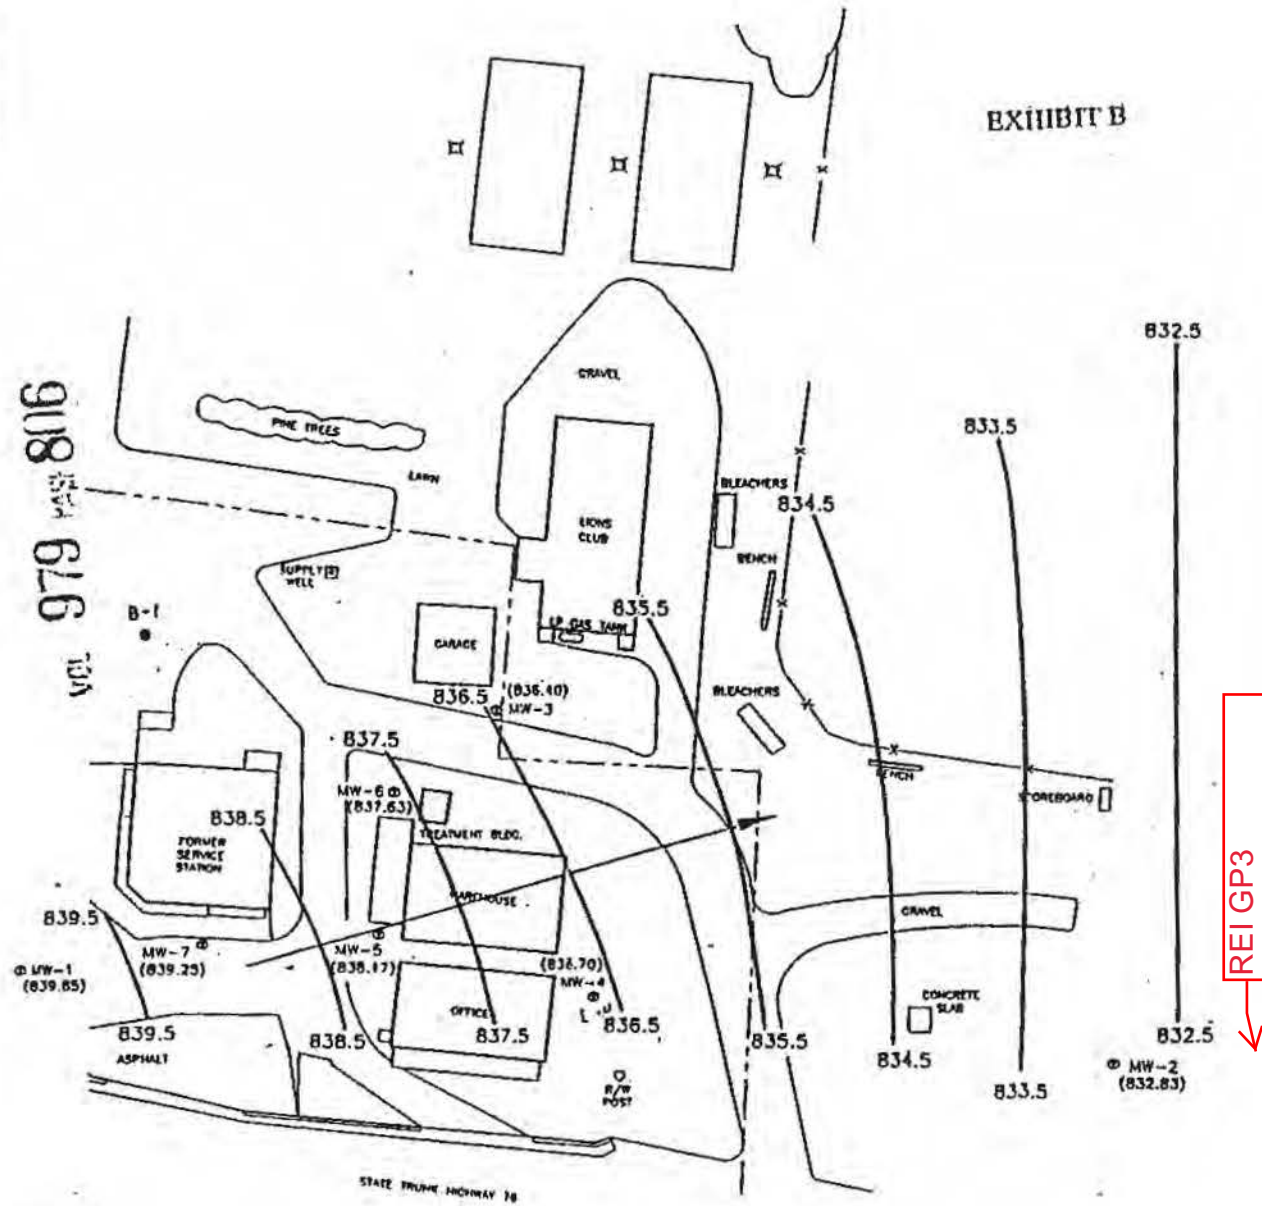 EXHIBIT B
832.5
833.5
GRAVEL
PINE TREES
LAWN
BLEACHERS
834.5
LIONS
CLUB
BENCH
SUPPLY
WELL
B-1
835.5
LP GAS TANK
GARAGE
836.5
(836.40)
MW-3
BLEACHERS
837.5
MW-6
(837.63)
BENCH
SCOREBOARD
838.5
TREATMENT BLDG.
FORMER
SERVICE
STATION
WAREHOUSE
839.5
GRAVEL
MW-7
(839.25)
MW-5
(838.17)
(836.70)
MW-4
MW-1
(839.85)
OFFICE
CONCRETE
SLAB
839.5
838.5
837.5
836.5
835.5
834.5
833.5
832.5
ASPHALT
MW-2
(832.83)
R/W
POST
STATE TRUNK HIGHWAY 78
VOL 979 PAGE 806
REI GP3